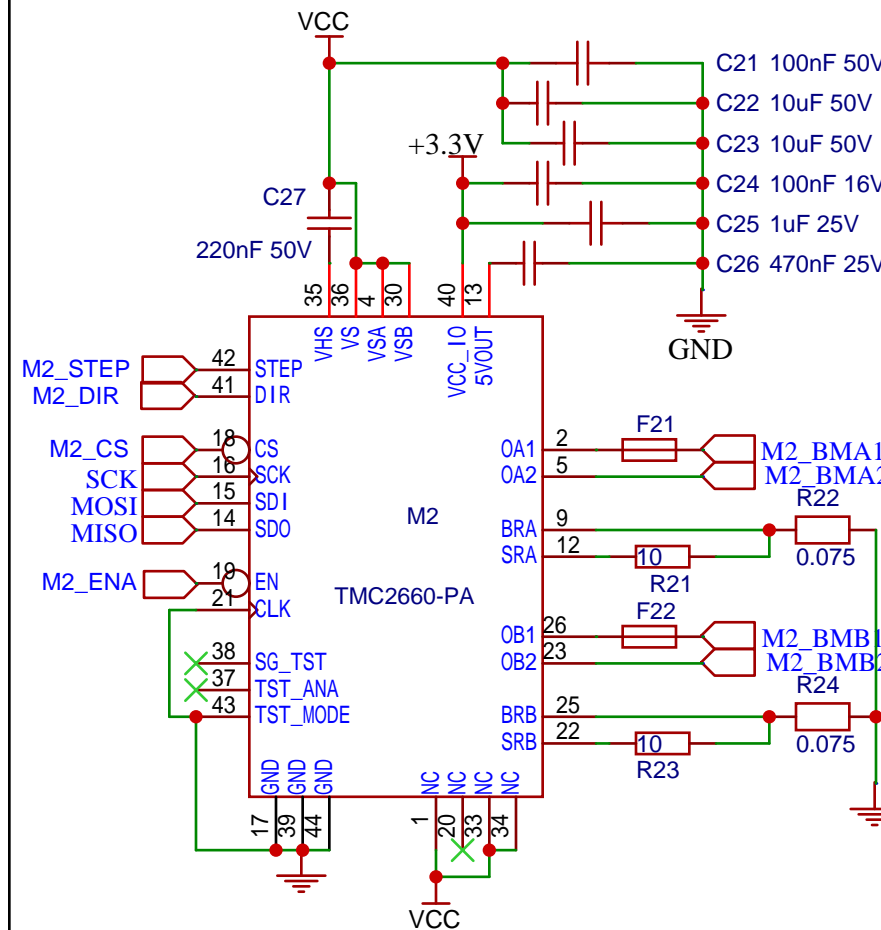 VCC
C21 100nF 50V
C22 10uF 50V
C23 10uF 50V
+3.3V
C24 100nF 16V
C27
C25 1uF 25V
220nF 50V
C26 470nF 25V
35
36
4
30
40
13
GND
VHS
VS
VSA
VSB
VCC_IO
5VOUT
M2_STEP
42
STEP
M2_DIR
41
DIR
F21
M2_CS
18
CS
OA1
2
M2_BMA1
SCK
16
SCK
OA2
5
M2_BMA2
MOSI
15
SDI
R22
MISO
14
SDO
M2
BRA
9
0.075
SRA
12
10
R21
M2_ENA
19
EN
TMC2660-PA
21
CLK
F22
OB1
26
M2_BMB1
OB2
23
M2_BMB2
38
SG_TST
37
TST_ANA
R24
43
TST_MODE
BRB
25
0.075
SRB
22
10
R23
GND
GND
GND
NC
NC
NC
NC
17
39
44
1
20
33
34
VCC